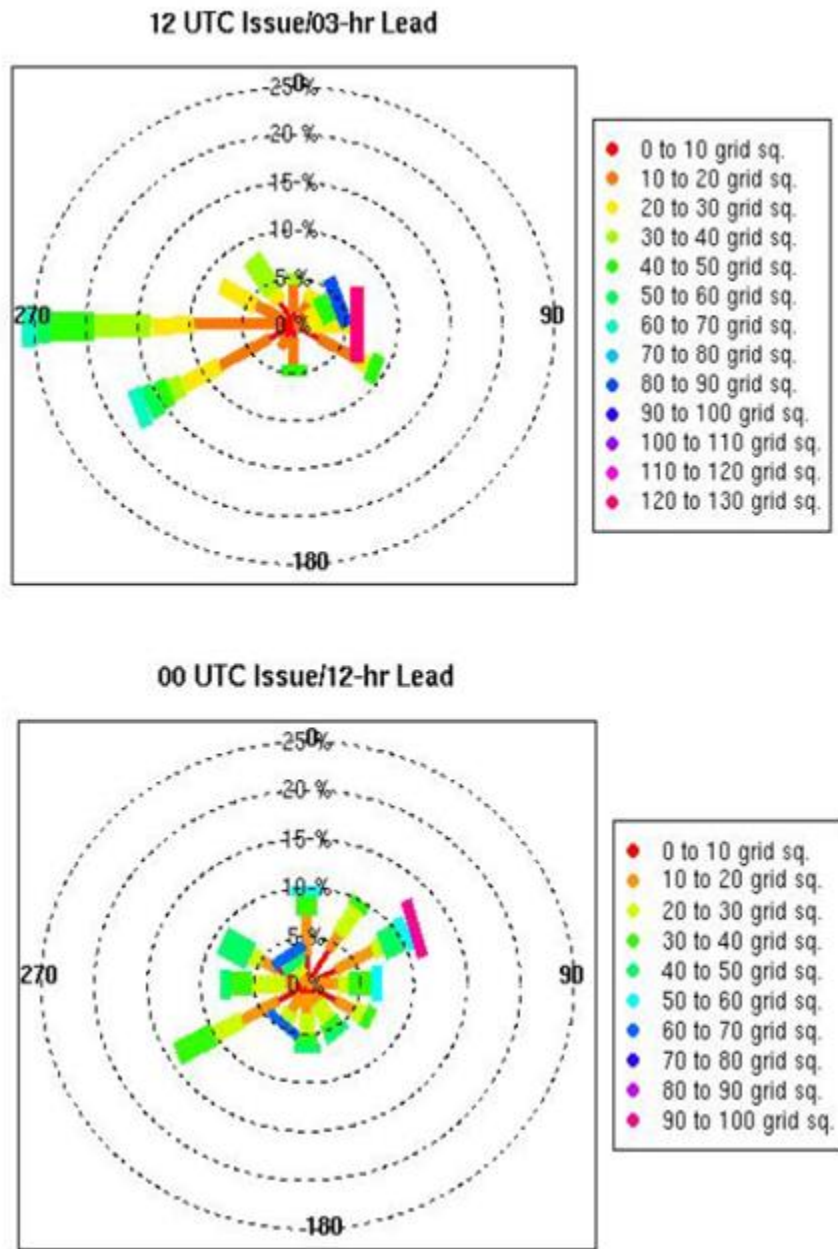 12 UTC Issue/03-hr Lead
0
25 %
20 %
15 %
10 %
5 %
0 %
270
90
180
0 to 10 grid sq.
10 to 20 grid sq.
20 to 30 grid sq.
30 to 40 grid sq.
40 to 50 grid sq.
50 to 60 grid sq.
60 to 70 grid sq.
70 to 80 grid sq.
80 to 90 grid sq.
90 to 100 grid sq.
100 to 110 grid sq.
110 to 120 grid sq.
120 to 130 grid sq.
00 UTC Issue/12-hr Lead
0
25 %
20 %
15 %
10 %
5 %
0 %
270
90
180
0 to 10 grid sq.
10 to 20 grid sq.
20 to 30 grid sq.
30 to 40 grid sq.
40 to 50 grid sq.
50 to 60 grid sq.
60 to 70 grid sq.
70 to 80 grid sq.
80 to 90 grid sq.
90 to 100 grid sq.